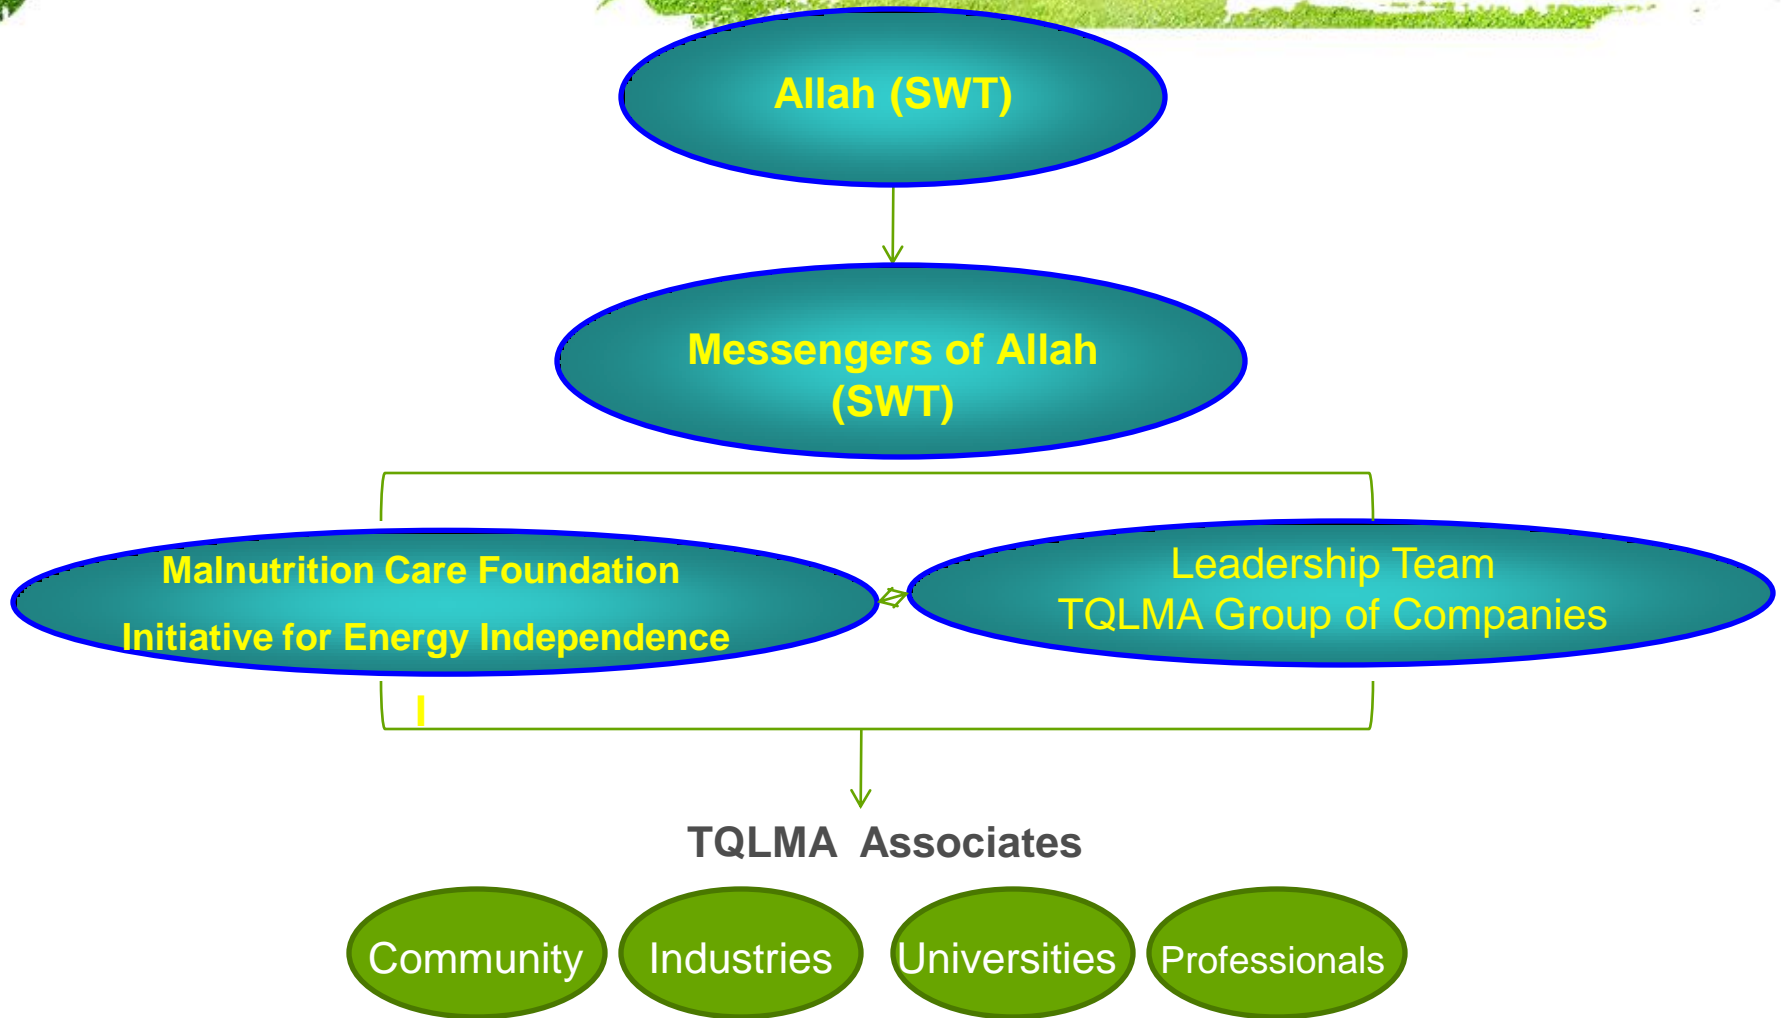 Allah (SWT)
Messengers of Allah
(SWT)
Malnutrition Care Foundation
Initiative for Energy Independence
I
Leadership Team
TQLMA Group of Companies
TQLMA Associates
Community
Industries
Universities
Professionals